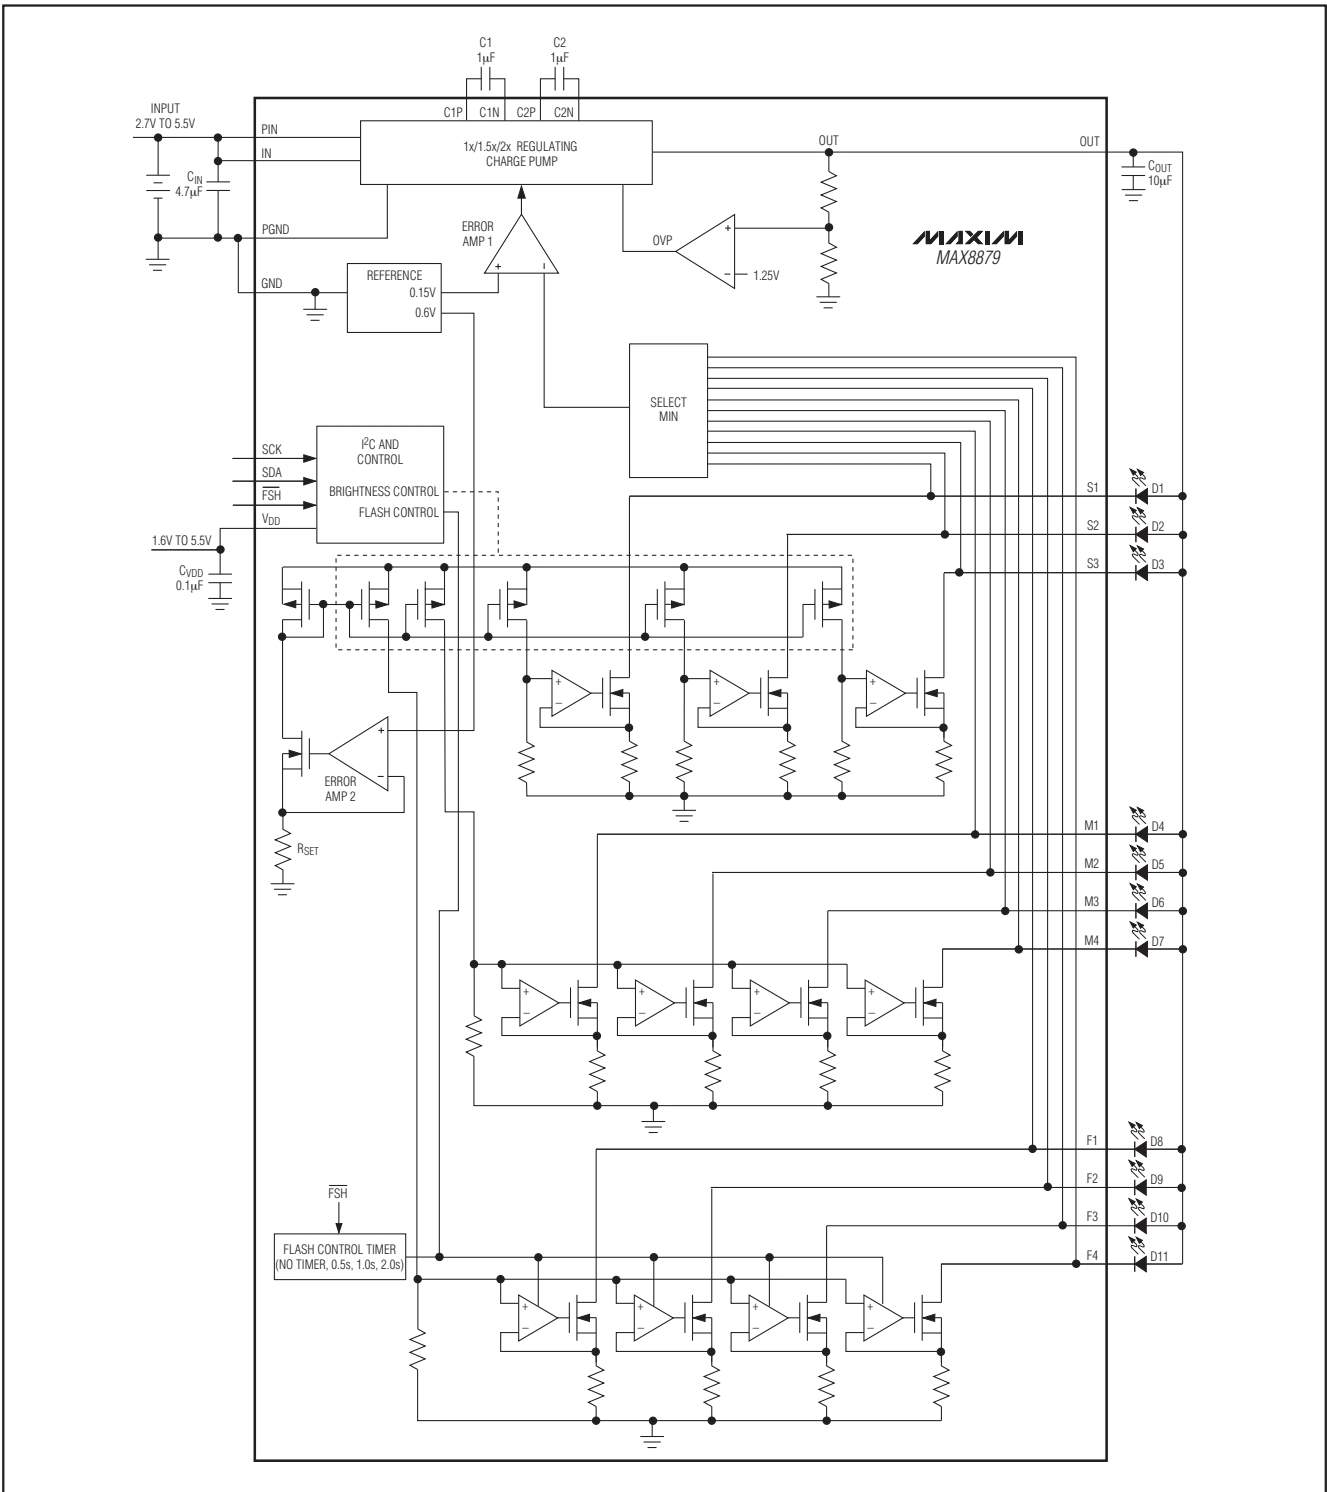 C1
1µF
C2
1µF
INPUT
2.7V TO 5.5V
C1P
C1N
C2P
C2N
PIN
IN
1x/1.5x/2x REGULATING
CHARGE PUMP
OUT
OUT
CIN
4.7µF
COUT
10µF
PGND
ERROR
AMP 1
+
−
OVP
+
−
1.25V
MAXIM
MAX8879
GND
REFERENCE
0.15V
0.6V
SELECT
MIN
SCK
SDA
FSH
VDD
I2C AND
CONTROL
BRIGHTNESS CONTROL
FLASH CONTROL
1.6V TO 5.5V
CVDD
0.1µF
S1
D1
S2
D2
S3
D3
+
−
+
−
+
−
+
−
ERROR
AMP 2
RSET
M1
D4
M2
D5
M3
D6
M4
D7
+
−
+
−
+
−
+
−
F1
D8
F2
D9
F3
D10
F4
D11
FSH
FLASH CONTROL TIMER
(NO TIMER, 0.5s, 1.0s, 2.0s)
+
−
+
−
+
−
+
−